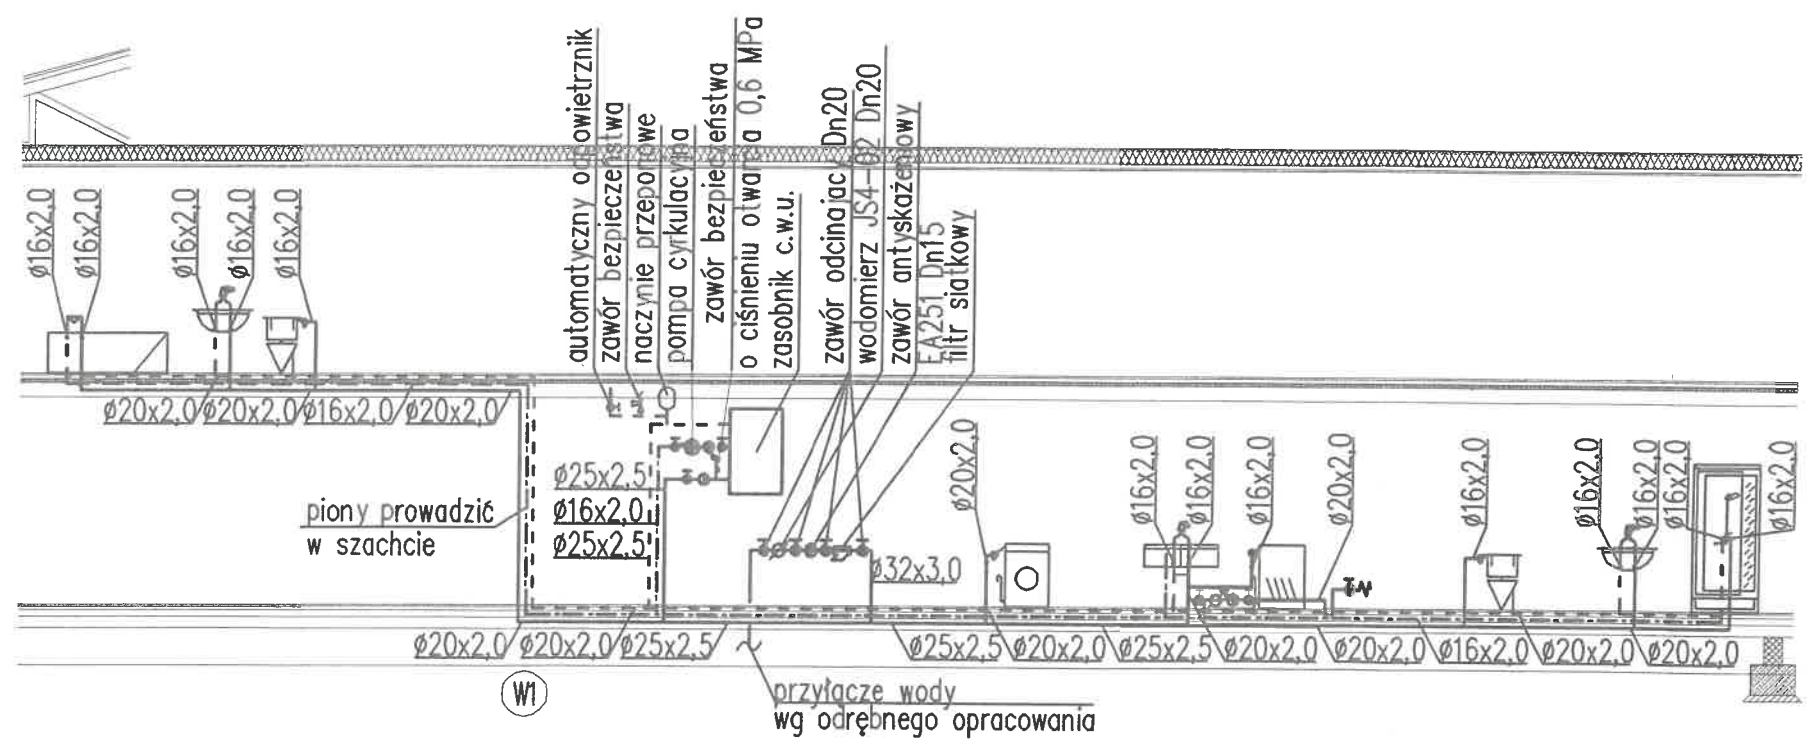 automatyczny odpowietrznik
zawór bezpieczeństwa
naczynie przeponowe
pompa cyrkulacyjna
zawór bezpieczeństwa
o ciśnieniu otwarcia 0,6 MPa
zasobnik c.w.u.
zawór odcinający Dn20
wodomierz JS4-02 Dn20
zawór antyskażeniowy
EA251 Dn15
filtr siatkowy
ø16x2,0
ø16x2,0
ø16x2,0
ø16x2,0
ø16x2,0
ø20x2,0
ø20x2,0
ø16x2,0
ø20x2,0
ø25x2,5
ø16x2,0
ø25x2,5
piony prowadzić
w szachcie
ø32x3,0
ø20x2,0
ø16x2,0
ø16x2,0
ø16x2,0
ø20x2,0
ø16x2,0
ø16x2,0
ø16x2,0
ø16x2,0
ø16x2,0
ø20x2,0
ø20x2,0
ø25x2,5
ø25x2,5
ø20x2,0
ø25x2,5
ø20x2,0
ø20x2,0
ø16x2,0
ø20x2,0
ø20x2,0
W1
przyłącze wody
wg odrębnego opracowania